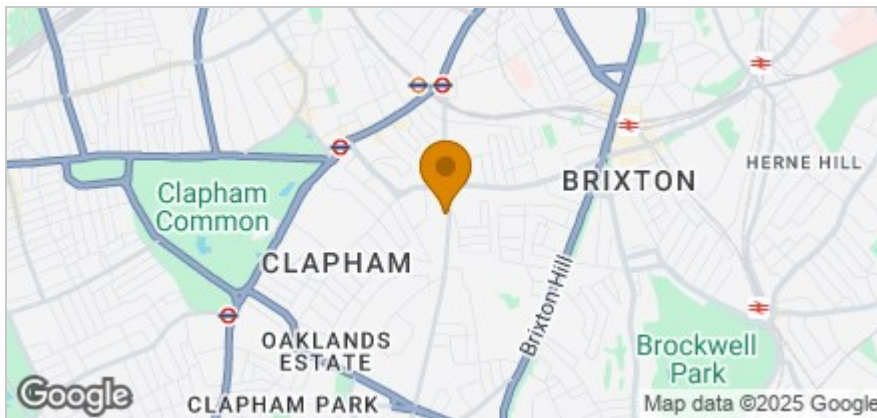 Clapham
Common
BRIXTON
HERNE HILL
CLAPHAM
Brixton Hill
OAKLANDS
ESTATE
Brockwell
Park
CLAPHAM PARK
Google
Map data ©2025 Google